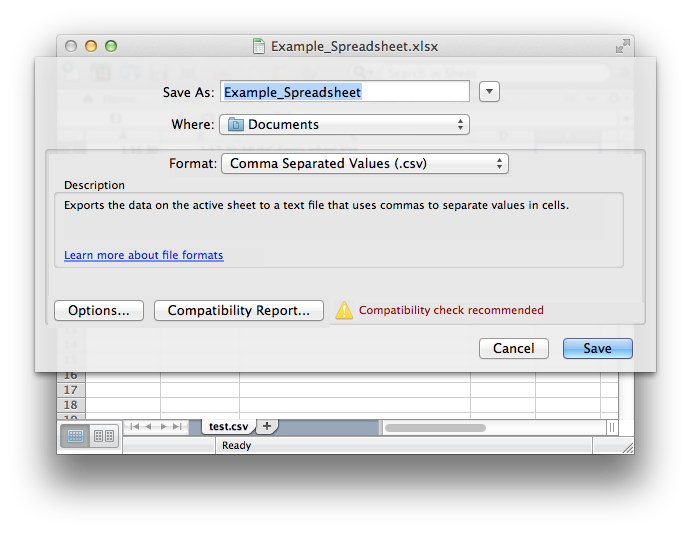 Example_Spreadsheet.xlsx
Save As: Example_Spreadsheet
Where: Documents
Format: Comma Separated Values (.csv)
Description
Exports the data on the active sheet to a text file that uses commas to separate values in cells.
Learn more about file formats
Options... Compatibility Report... Compatibility check recommended
Cancel Save
16
17
18
test.csv +
Ready